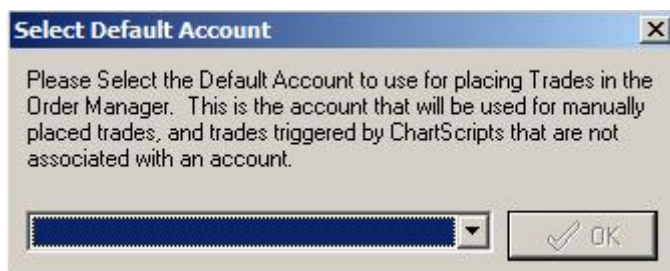 Select Default Account
Please Select the Default Account to use for placing Trades in the
Order Manager.  This is the account that will be used for manually
placed trades, and trades triggered by ChartScripts that are not
associated with an account.
OK